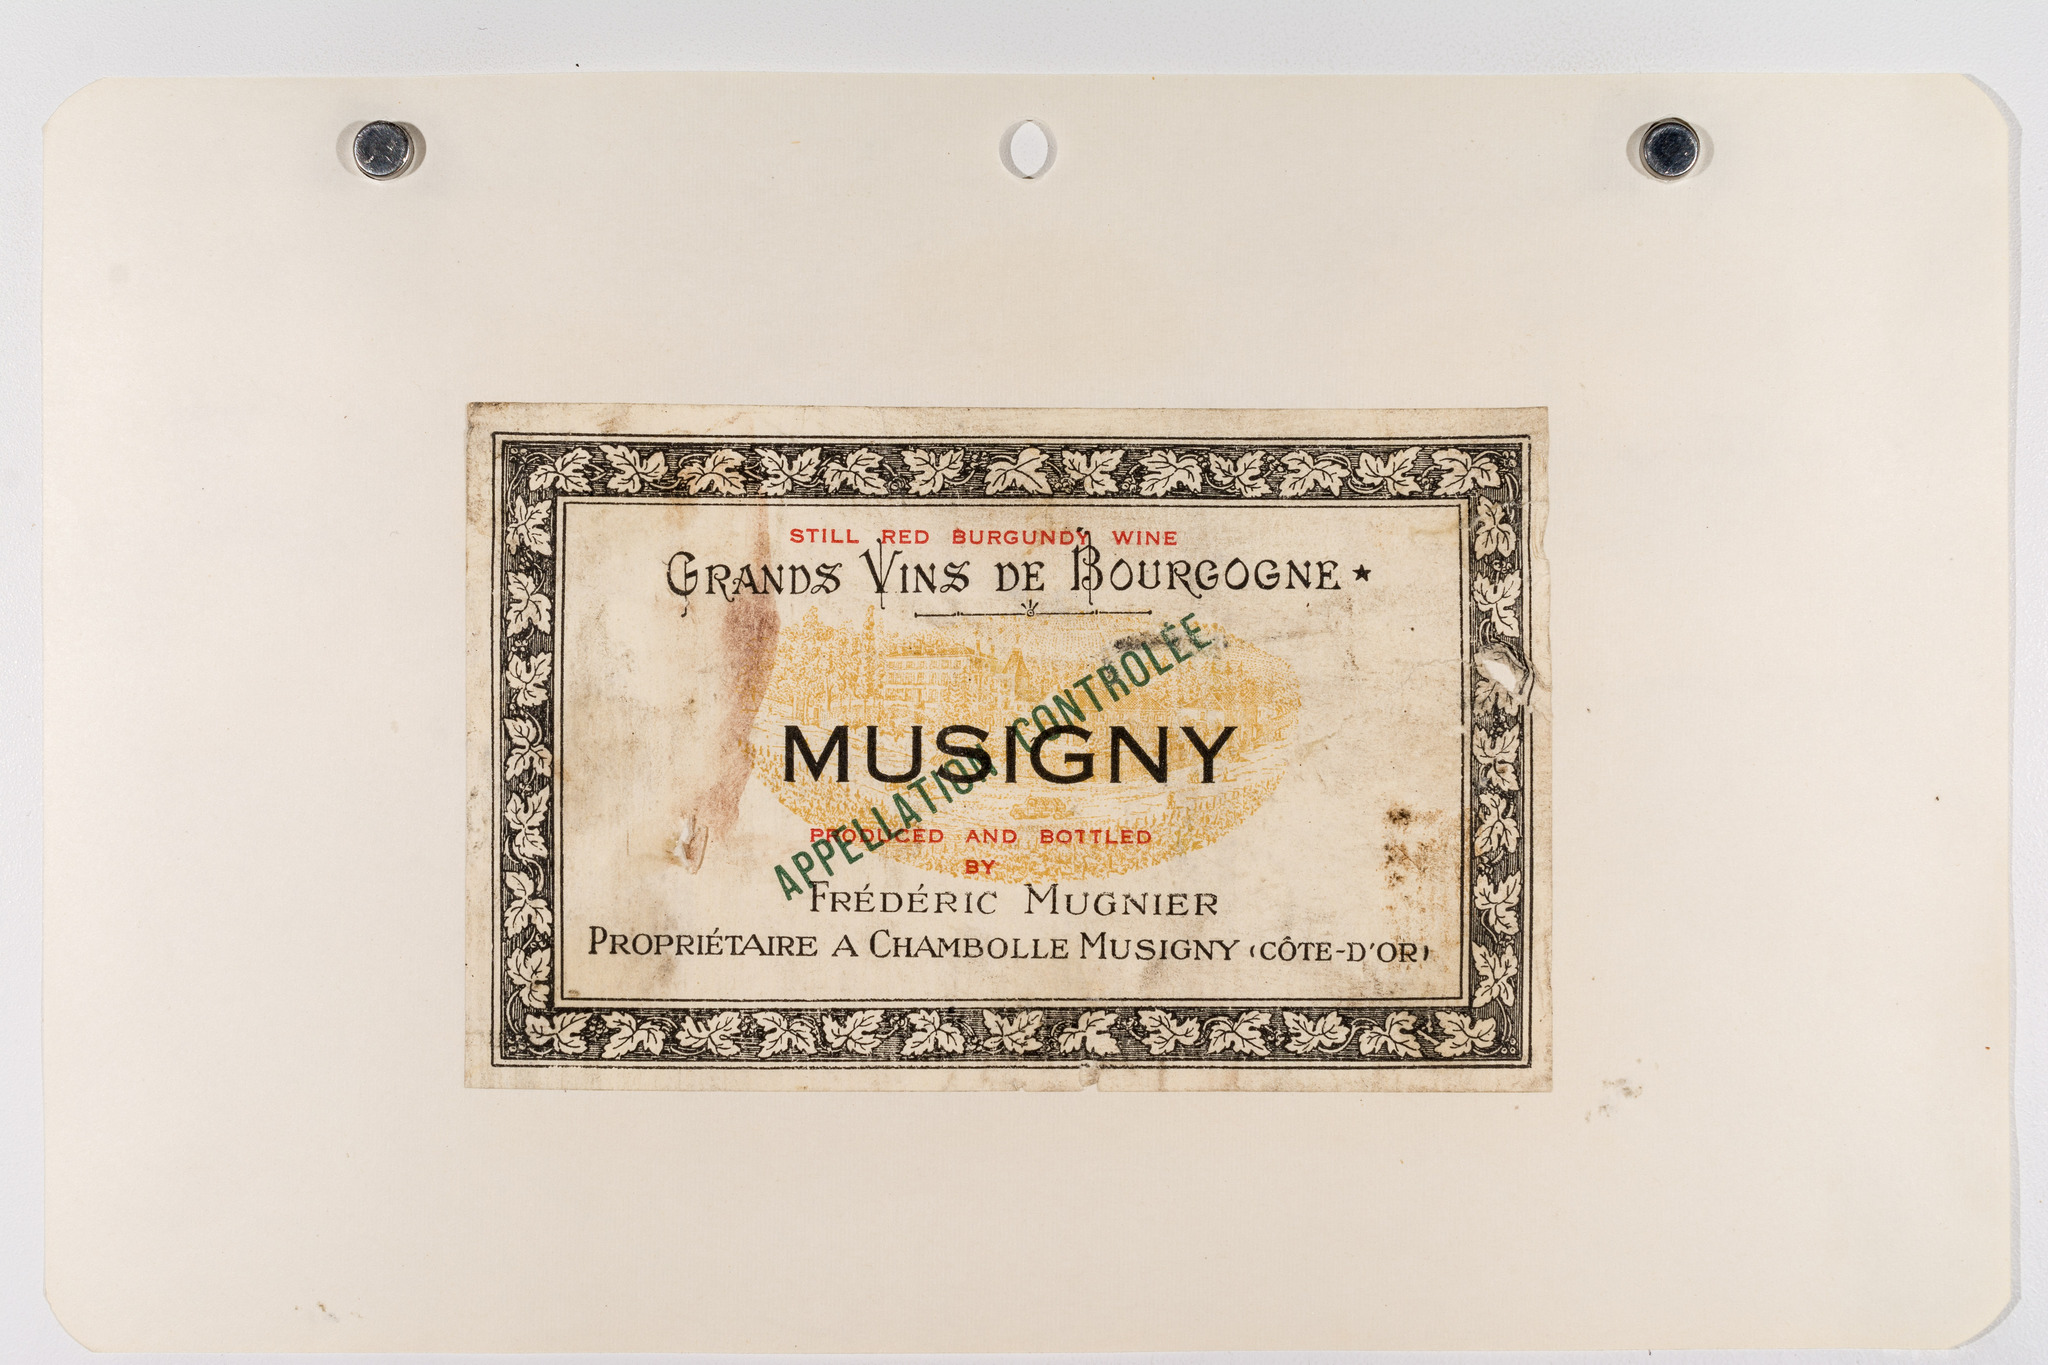 STILL RED BURGUNDY WINE
GRANDS VINS DE BOURGOGNE ★
APPELLATION CONTROLÉE
MUSIGNY
PRODUCED AND BOTTLED
BY
FRÉDÉRIC MUGNIER
PROPRIÉTAIRE A CHAMBOLLE MUSIGNY (CÔTE-D'OR)